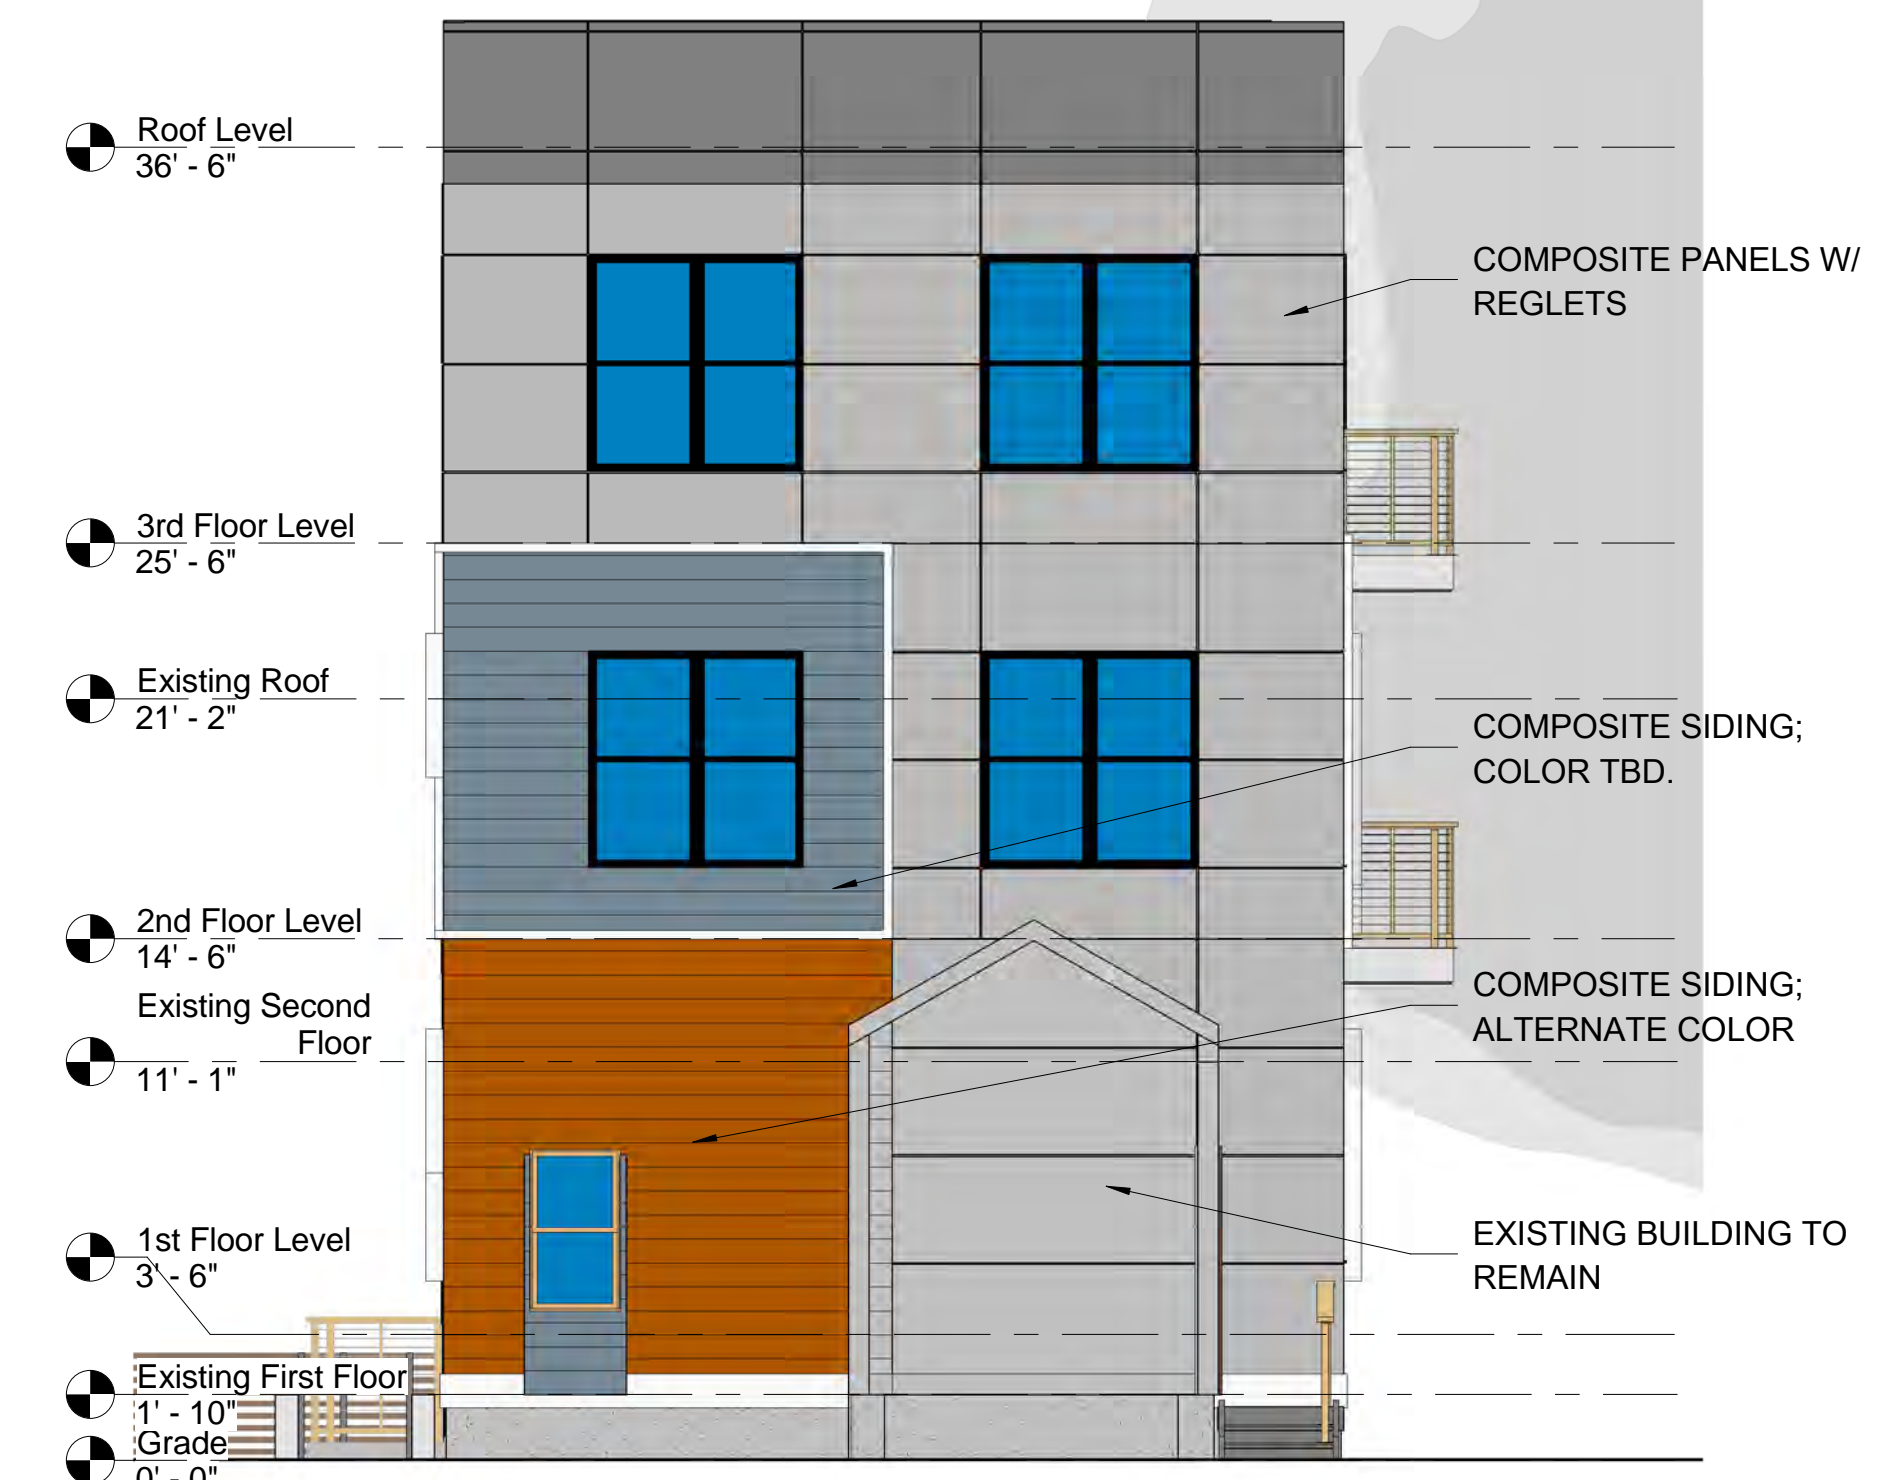 Roof Level
36' - 6"
COMPOSITE PANELS W/
REGLETS
3rd Floor Level
25' - 6"
Existing Roof
21' - 2"
COMPOSITE SIDING;
COLOR TBD.
2nd Floor Level
14' - 6"
Existing Second
Floor
11' - 1"
COMPOSITE SIDING;
ALTERNATE COLOR
1st Floor Level
3' - 6"
EXISTING BUILDING TO
REMAIN
Existing First Floor
1' - 10"
Grade
0' - 0"